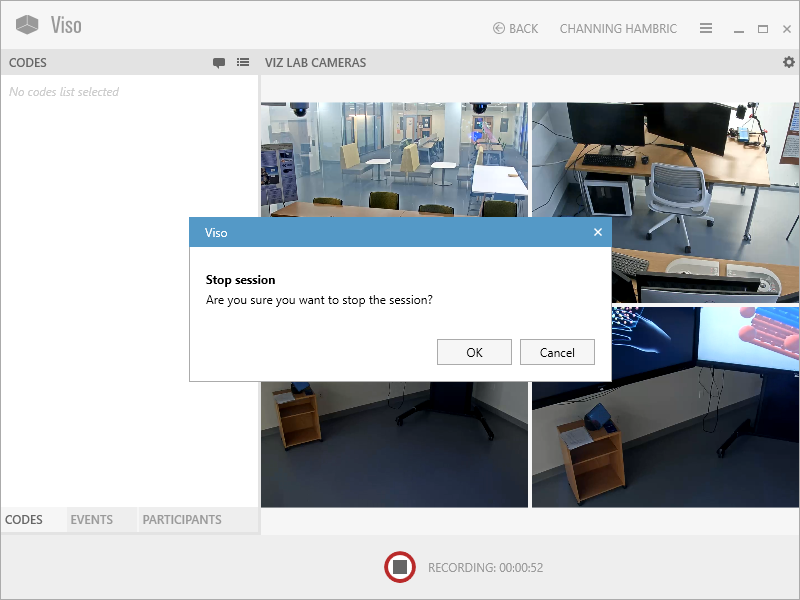 Viso
BACK
CHANNING HAMBRIC
CODES
VIZ LAB CAMERAS
No codes list selected
Viso
Stop session
Are you sure you want to stop the session?
OK
Cancel
CODES
EVENTS
PARTICIPANTS
RECORDING: 00:00:52